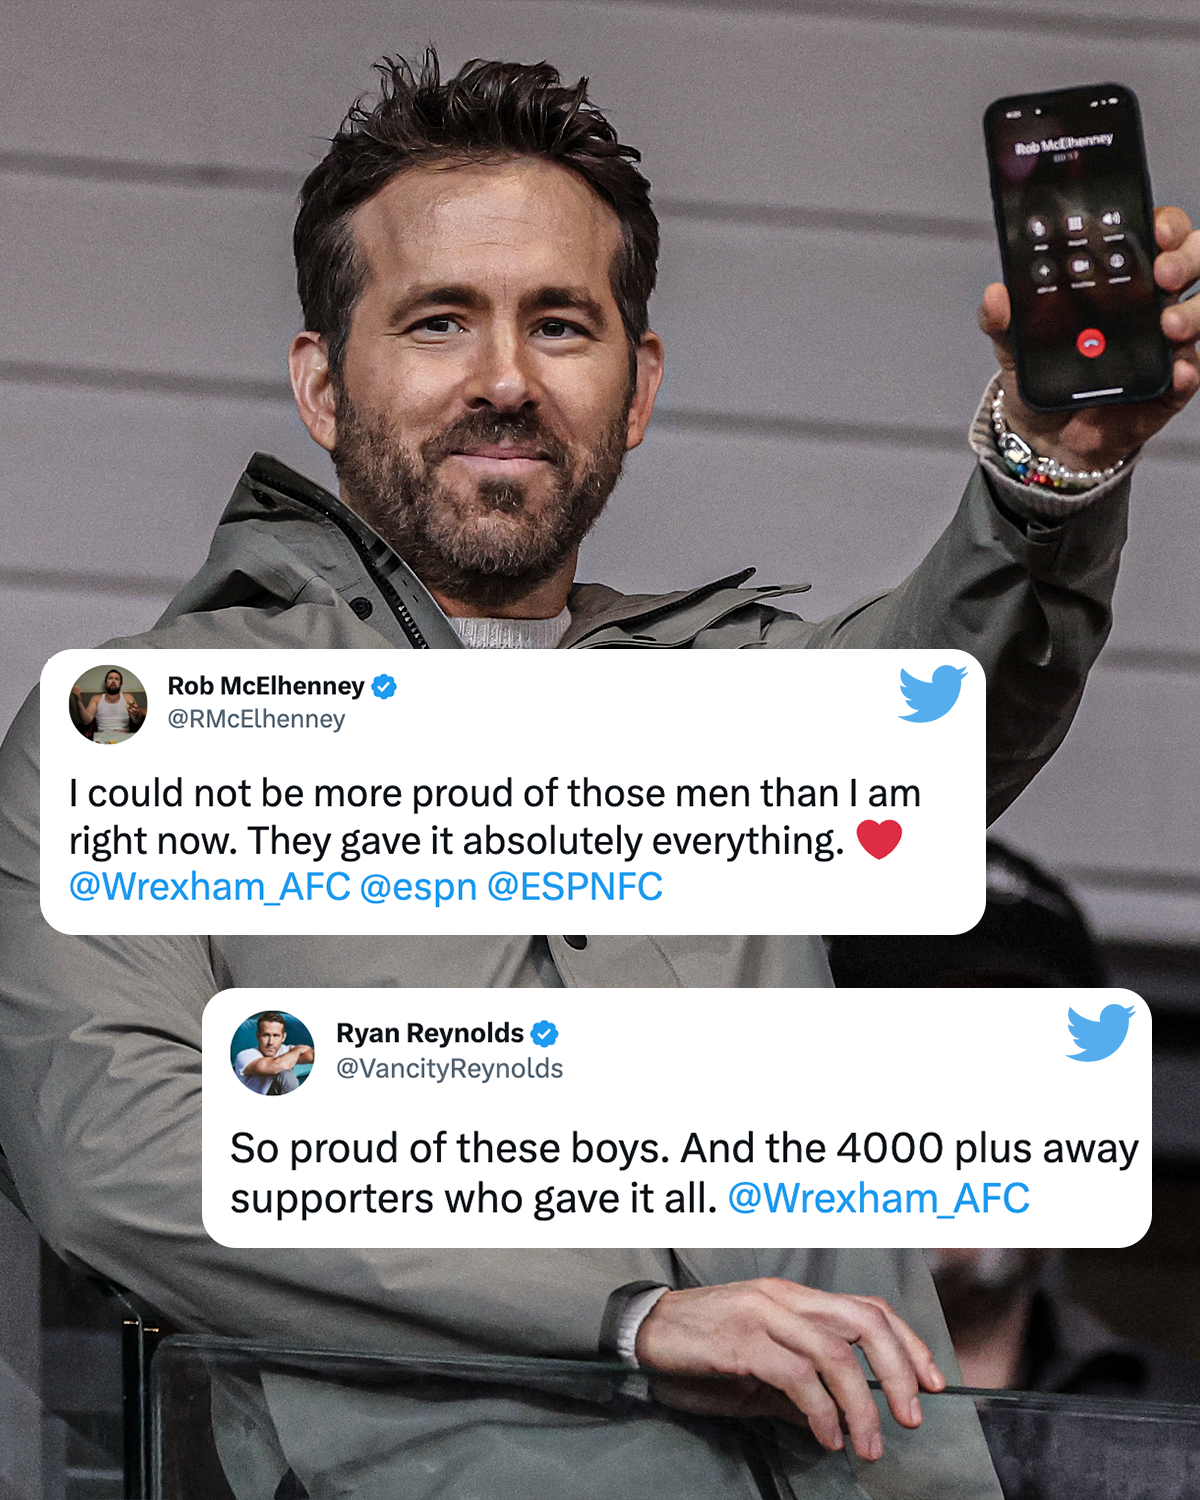 Rob McElhenney
Rob McElhenney
@RMcElhenney
I could not be more proud of those men than I am
right now. They gave it absolutely everything. ❤️
@Wrexham_AFC @espn @ESPNFC
Ryan Reynolds
@VancityReynolds
So proud of these boys. And the 4000 plus away
supporters who gave it all. @Wrexham_AFC